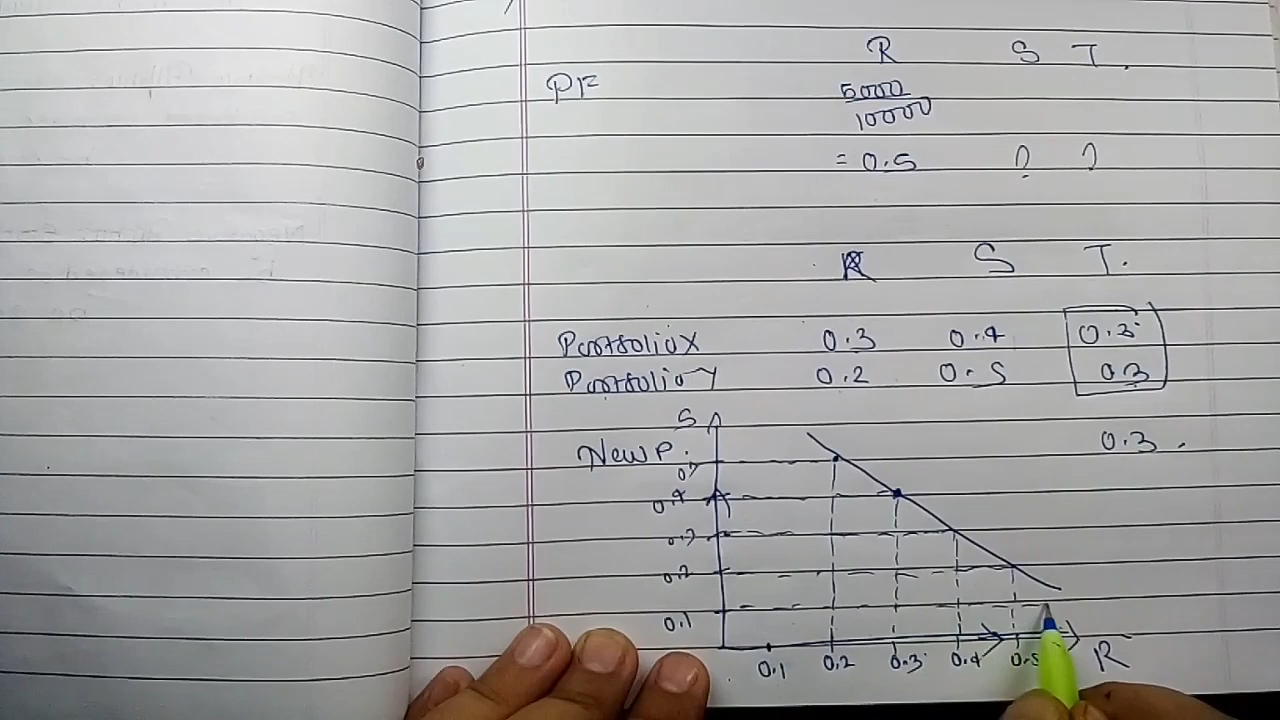 R S T.
PF 5000
10000
= 0.5 ? ?
R S T.
Portfolio X 0.3 0.4 0.3
Portfolio Y 0.2 0.5 0.3
S
New P. 0.3
0.4
0.3
0.2
0.1
0.1 0.2 0.3 0.4 0.5 R